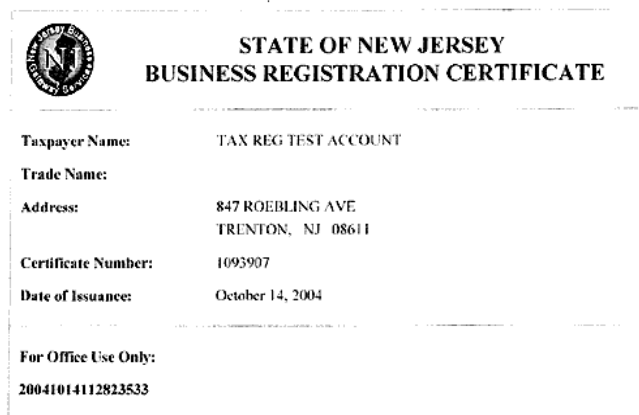 STATE OF NEW JERSEY
BUSINESS REGISTRATION CERTIFICATE
Taxpayer Name: TAX REG TEST ACCOUNT
Trade Name:
Address: 847 ROEBLING AVE
TRENTON, NJ 08611
Certificate Number: 1093907
Date of Issuance: October 14, 2004
For Office Use Only:
20041014112823533